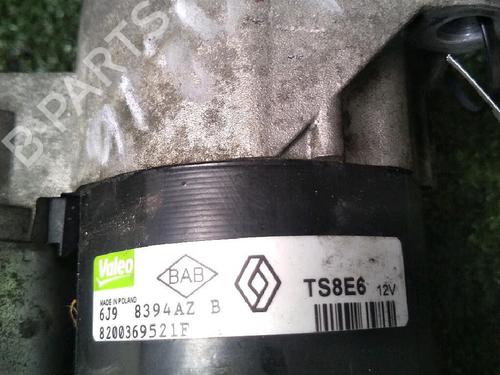 B-PARTS
Valeo
BAB
TS8E6 12V
MADE IN POLAND
6J9 8394AZ B
8200369521F